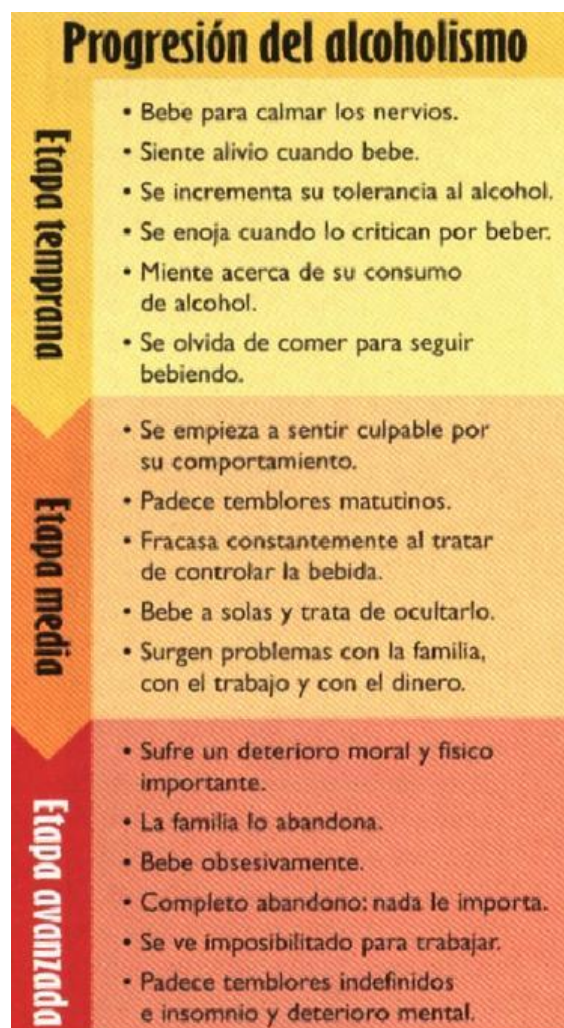 Progresión del alcoholismo
Etapa temprana
• Bebe para calmar los nervios.
• Siente alivio cuando bebe.
• Se incrementa su tolerancia al alcohol.
• Se enoja cuando lo critican por beber.
• Miente acerca de su consumo
de alcohol.
• Se olvida de comer para seguir
bebiendo.
Etapa media
• Se empieza a sentir culpable por
su comportamiento.
• Padece temblores matutinos.
• Fracasa constantemente al tratar
de controlar la bebida.
• Bebe a solas y trata de ocultarlo.
• Surgen problemas con la familia,
con el trabajo y con el dinero.
Etapa avanzada
• Sufre un deterioro moral y físico
importante.
• La familia lo abandona.
• Bebe obsesivamente.
• Completo abandono: nada le importa.
• Se ve imposibilitado para trabajar.
• Padece temblores indefinidos
e insomnio y deterioro mental.